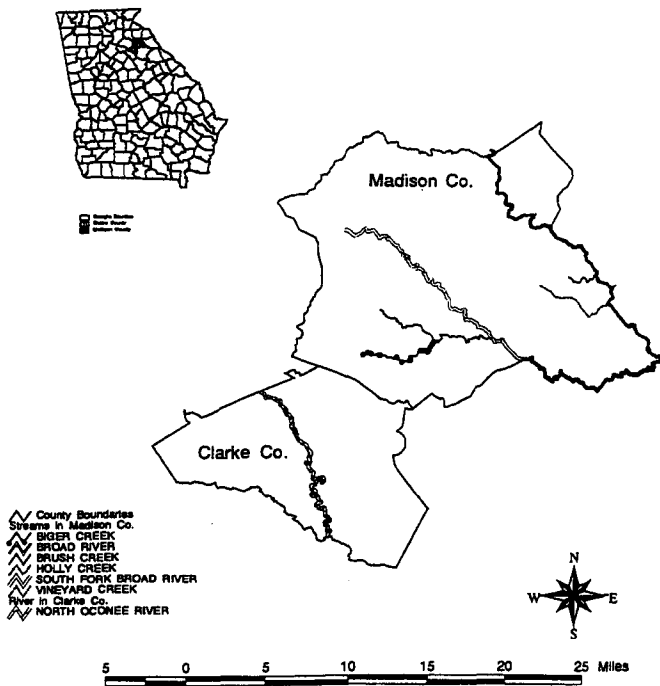 Madison Co.
Clarke Co.
County Boundaries
Streams in Madison Co.
BIGER CREEK
BROAD RIVER
BRUSH CREEK
HOLLY CREEK
SOUTH FORK BROAD RIVER
VINEYARD CREEK
River in Clarke Co.
NORTH OCONEE RIVER
N
W E
S
5 0 5 10 15 20 25 Miles